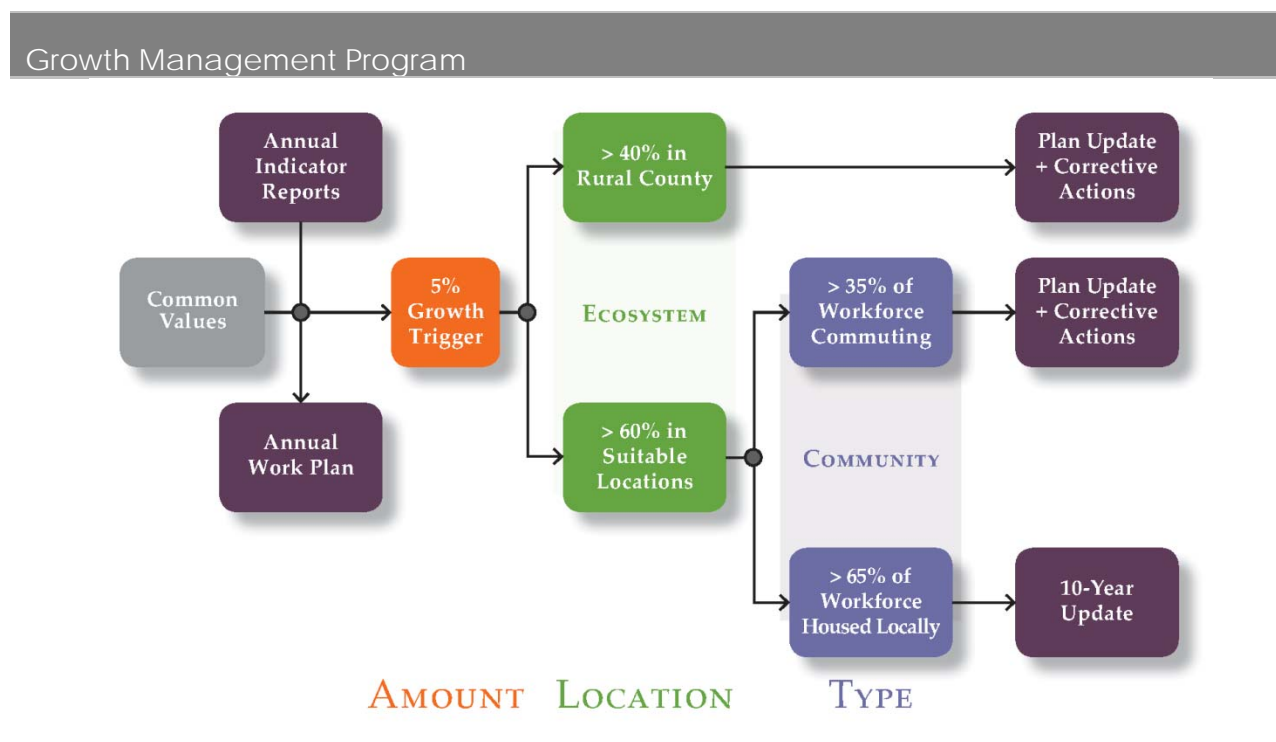 Growth Management Program
Annual
Indicator
Reports
> 40% in
Rural County
Plan Update
+ Corrective
Actions
Common
Values
5%
Growth
Trigger
ECOSYSTEM
> 35% of
Workforce
Commuting
Plan Update
+ Corrective
Actions
Annual
Work Plan
> 60% in
Suitable
Locations
COMMUNITY
> 65% of
Workforce
Housed Locally
10-Year
Update
AMOUNT LOCATION TYPE